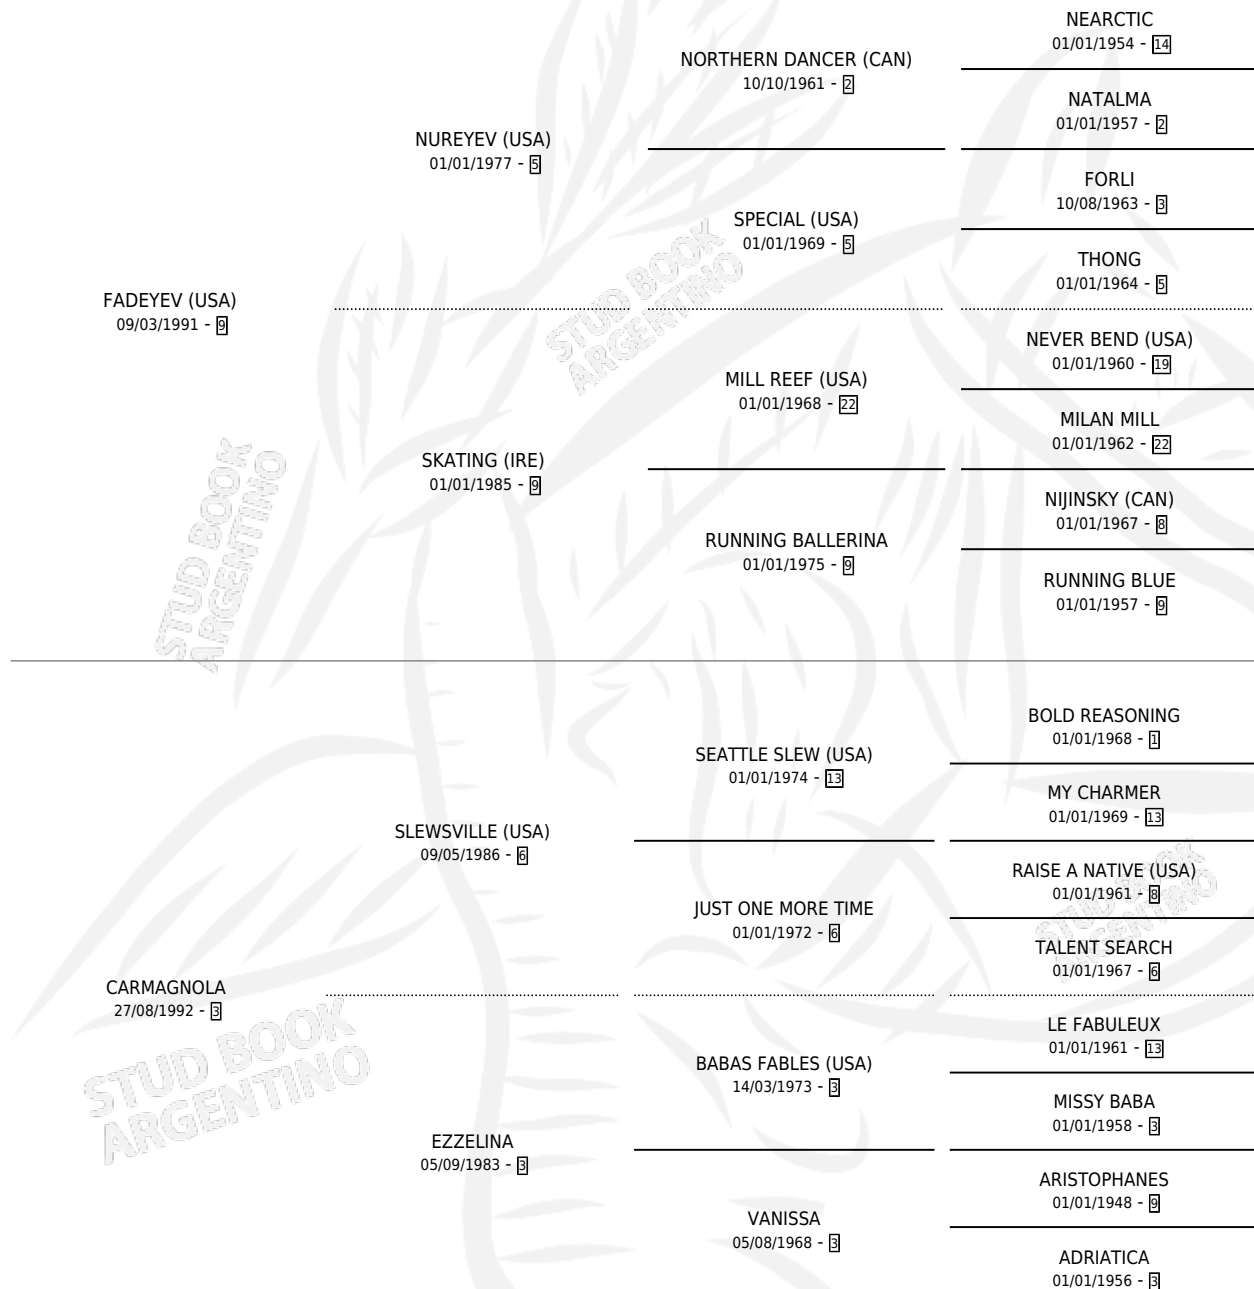 NEARCTIC
01/01/1954 - 14
NORTHERN DANCER (CAN)
10/10/1961 - 2
NATALMA
01/01/1957 - 2
NUREYEV (USA)
01/01/1977 - 5
FORLI
10/08/1963 - 3
SPECIAL (USA)
01/01/1969 - 5
THONG
01/01/1964 - 5
FADEYEV (USA)
09/03/1991 - 9
NEVER BEND (USA)
01/01/1960 - 19
MILL REEF (USA)
01/01/1968 - 22
MILAN MILL
01/01/1962 - 22
SKATING (IRE)
01/01/1985 - 9
NIJINSKY (CAN)
01/01/1967 - 8
RUNNING BALLERINA
01/01/1975 - 9
RUNNING BLUE
01/01/1957 - 9
BOLD REASONING
01/01/1968 - 1
SEATTLE SLEW (USA)
01/01/1974 - 13
MY CHARMER
01/01/1969 - 13
SLEWSVILLE (USA)
09/05/1986 - 6
RAISE A NATIVE (USA)
01/01/1961 - 8
JUST ONE MORE TIME
01/01/1972 - 6
TALENT SEARCH
01/01/1967 - 6
CARMAGNOLA
27/08/1992 - 3
LE FABULEUX
01/01/1961 - 13
BABAS FABLES (USA)
14/03/1973 - 3
MISSY BABA
01/01/1958 - 3
EZZELINA
05/09/1983 - 3
ARISTOPHANES
01/01/1948 - 9
VANISSA
05/08/1968 - 3
ADRIATICA
01/01/1956 - 3
STUD BOOK
ARGENTINO
STUD BOOK
ARGENTINO
STUD BOOK
ARGENTINO
STUD BOOK
ARGENTINO